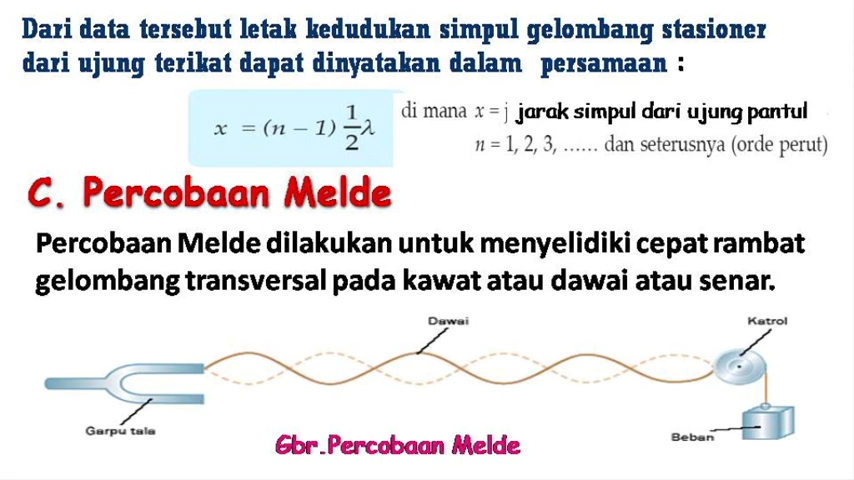 Dari data tersebut letak kedudukan simpul gelombang stasioner
dari ujung terikat dapat dinyatakan dalam persamaan :
x = (n – 1) 1/2 λ
di mana x = j jarak simpul dari ujung pantul
n = 1, 2, 3, …… dan seterusnya (orde perut)
C. Percobaan Melde
Percobaan Melde dilakukan untuk menyelidiki cepat rambat
gelombang transversal pada kawat atau dawai atau senar.
Dawai
Katrol
Garpu tala
Beban
Gbr.Percobaan Melde